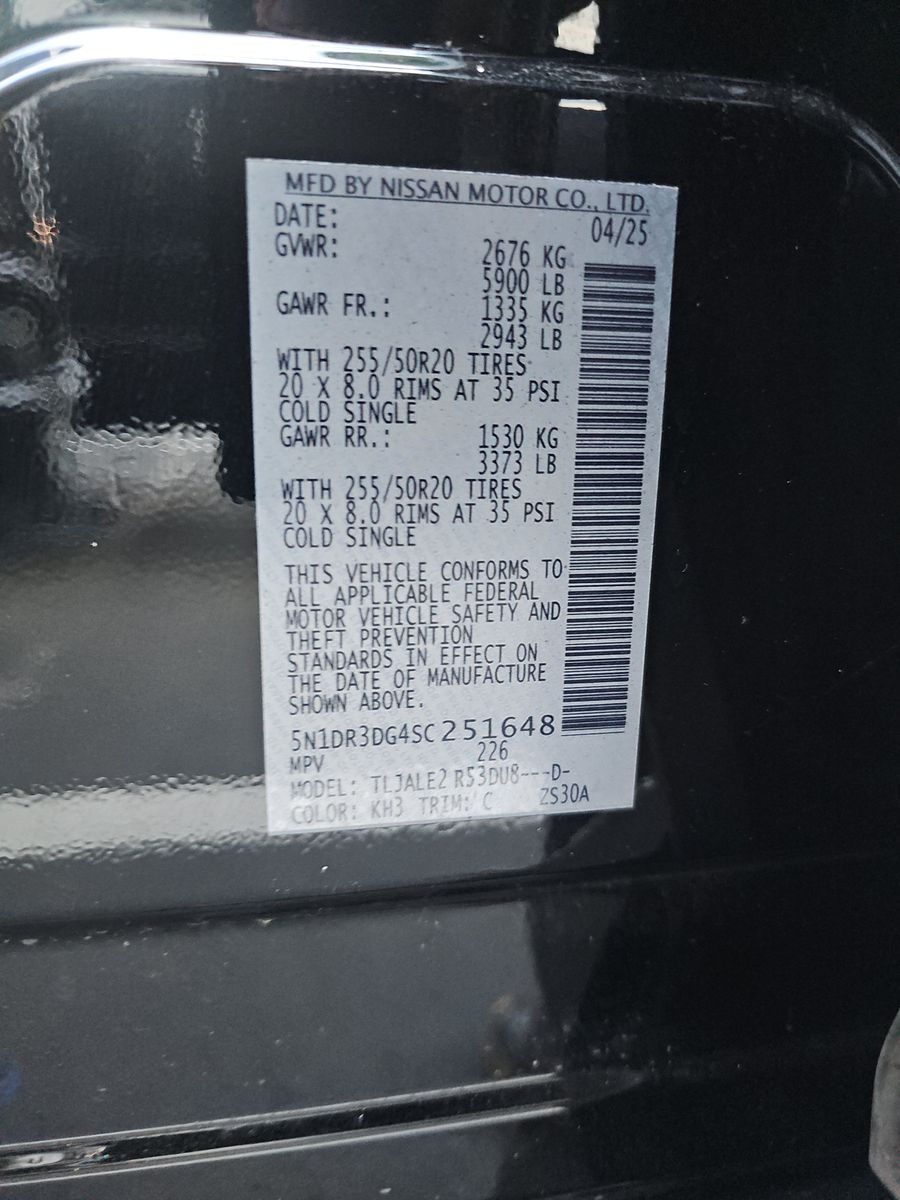 MFD BY NISSAN MOTOR CO., LTD.
DATE: 04/25
GVWR: 2676 KG
5900 LB
GAWR FR.: 1335 KG
2943 LB
WITH 255/50R20 TIRES
20 X 8.0 RIMS AT 35 PSI
COLD SINGLE
GAWR RR.: 1530 KG
3373 LB
WITH 255/50R20 TIRES
20 X 8.0 RIMS AT 35 PSI
COLD SINGLE
THIS VEHICLE CONFORMS TO
ALL APPLICABLE FEDERAL
MOTOR VEHICLE SAFETY AND
THEFT PREVENTION
STANDARDS IN EFFECT ON
THE DATE OF MANUFACTURE
SHOWN ABOVE.
5N1DR3DG4SC251648
MPV 226
MODEL: TLJALE2 R53DU8---D-
COLOR: KH3 TRIM: C ZS30A